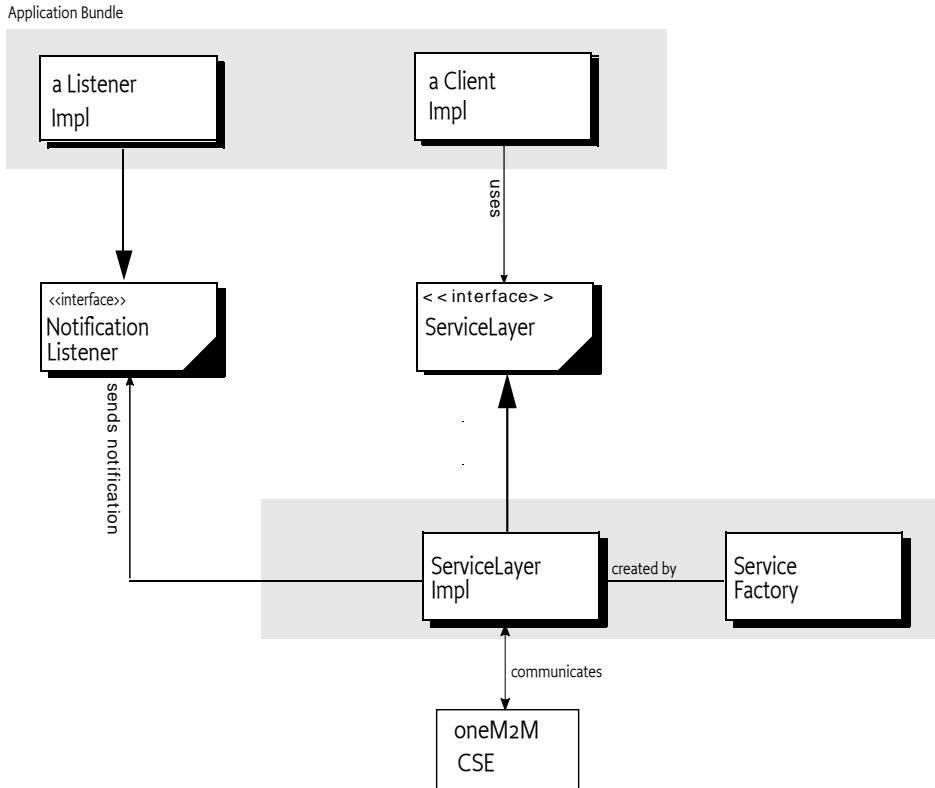 Application Bundle
a Listener
Impl
a Client
Impl
uses
<<interface>>
Notification
Listener
< < interface> >
ServiceLayer
sends notification
ServiceLayer
Impl
created by
Service
Factory
communicates
oneM2M
CSE